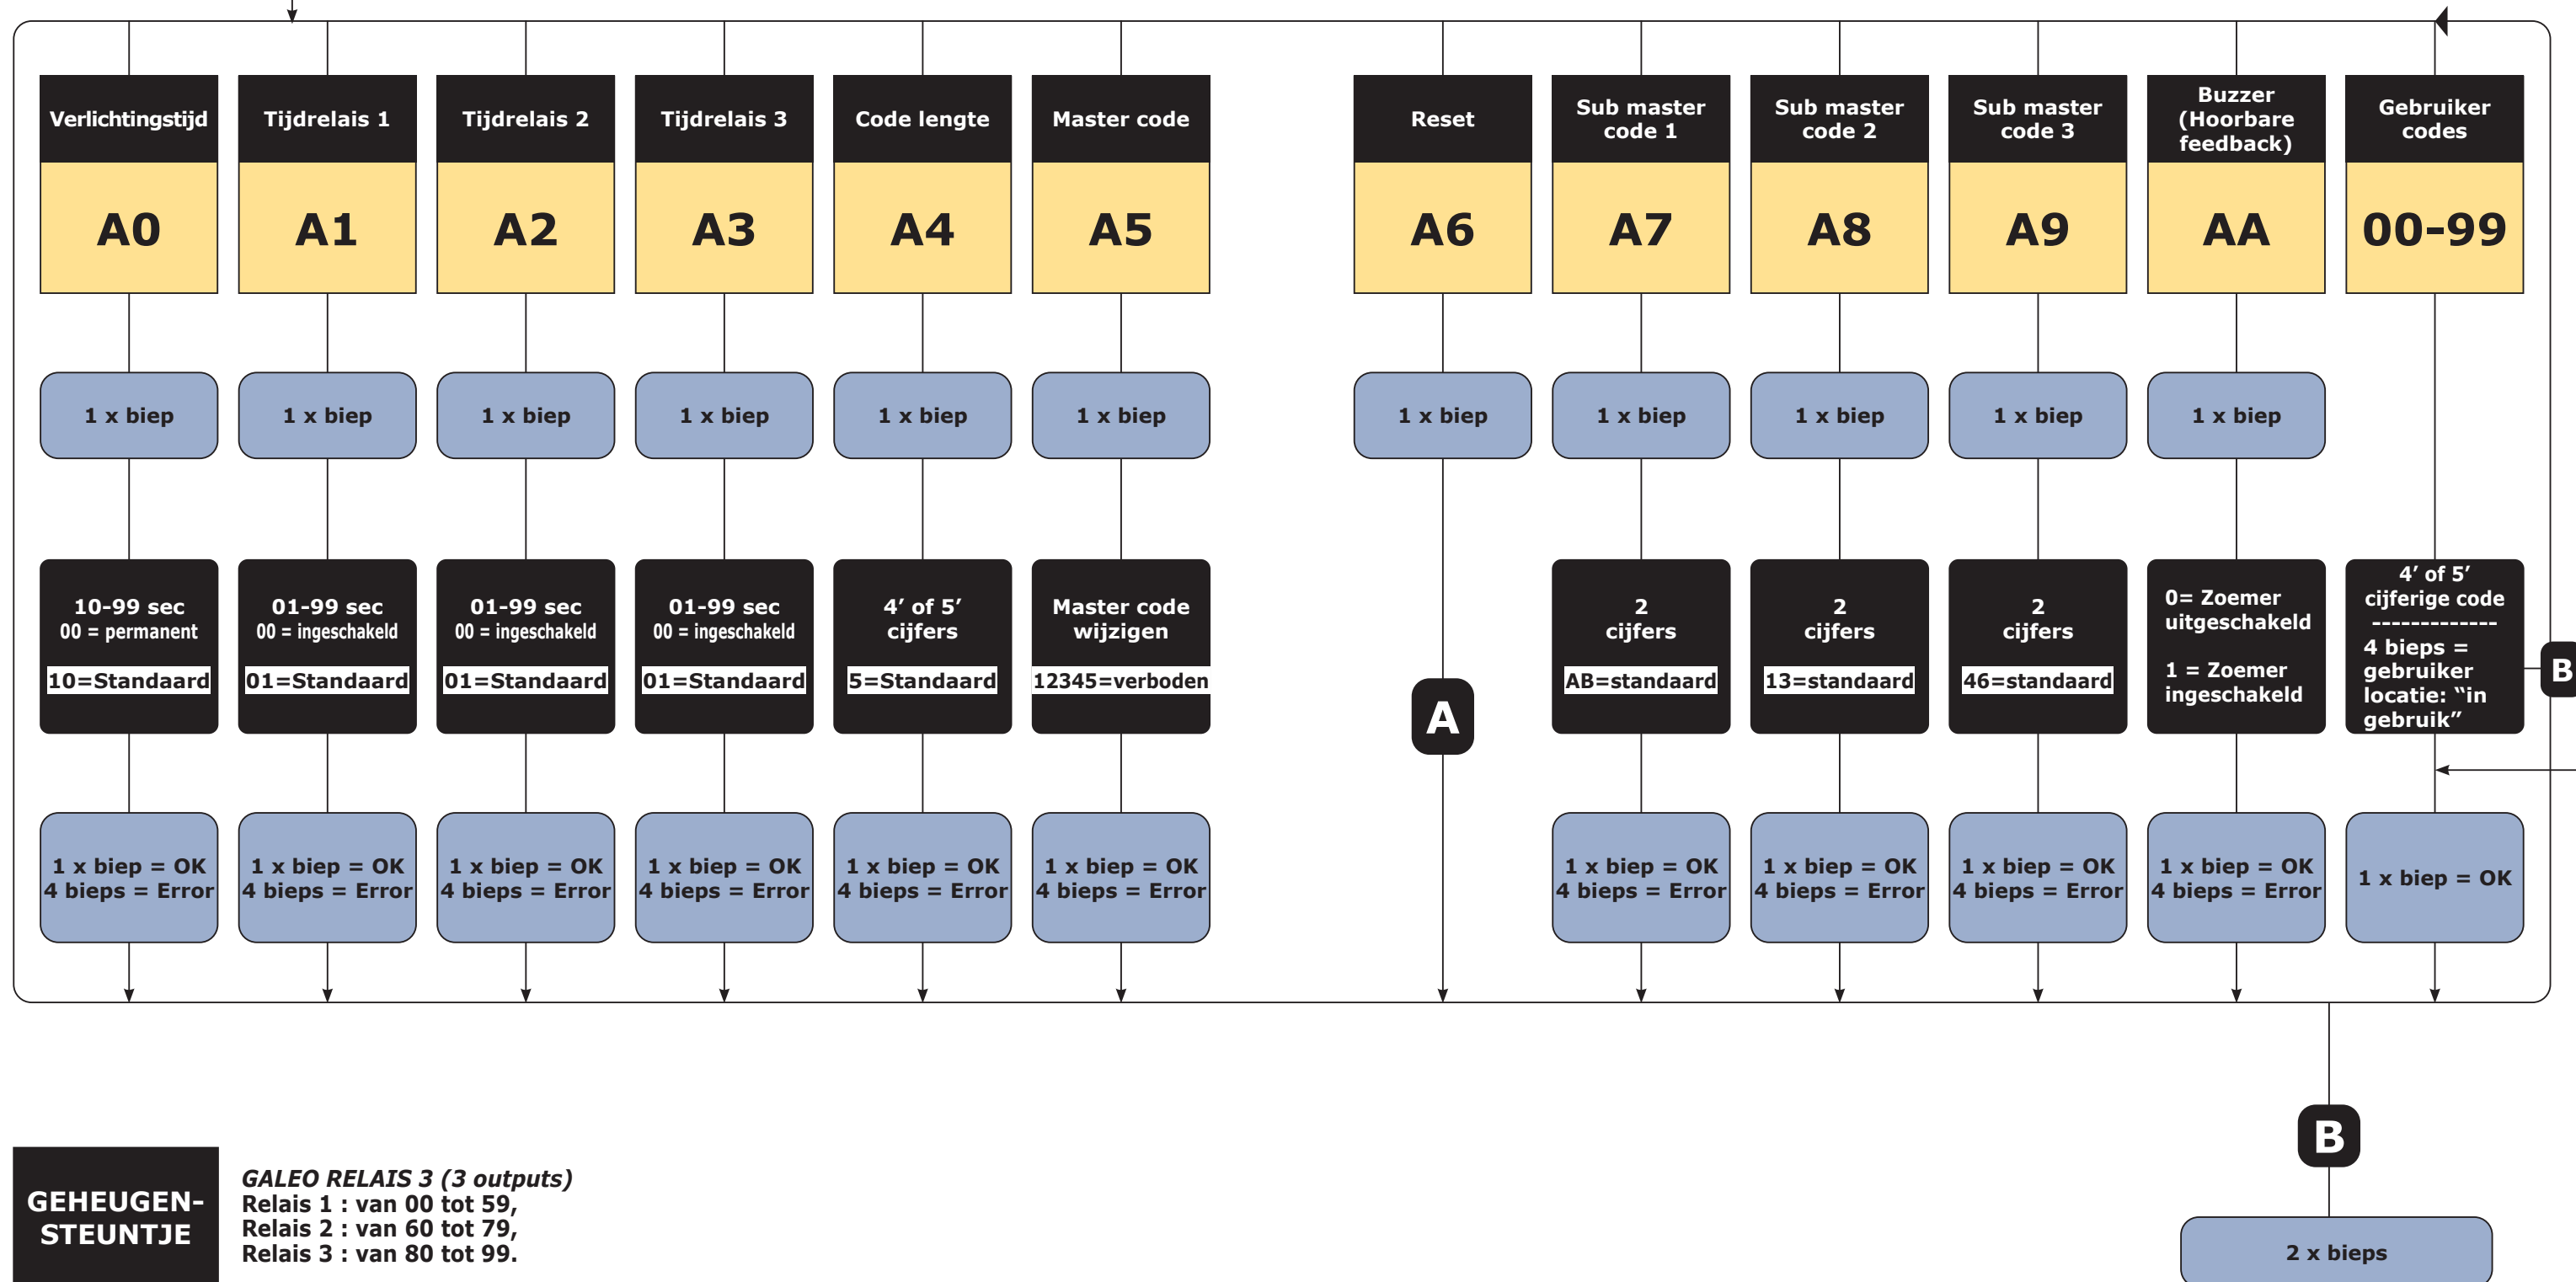 Verlichtingstijd
A0
1 x biep
10-99 sec
00 = permanent
10=Standaard
1 x biep = OK
4 bieps = Error
Tijdrelais 1
A1
1 x biep
01-99 sec
00 = ingeschakeld
01=Standaard
1 x biep = OK
4 bieps = Error
Tijdrelais 2
A2
1 x biep
01-99 sec
00 = ingeschakeld
01=Standaard
1 x biep = OK
4 bieps = Error
Tijdrelais 3
A3
1 x biep
01-99 sec
00 = ingeschakeld
01=Standaard
1 x biep = OK
4 bieps = Error
Code lengte
A4
1 x biep
4’ of 5’
cijfers
5=Standaard
1 x biep = OK
4 bieps = Error
Master code
A5
1 x biep
Master code
wijzigen
12345=verboden
1 x biep = OK
4 bieps = Error
Reset
A6
1 x biep
A
Sub master
code 1
A7
1 x biep
2
cijfers
AB=standaard
1 x biep = OK
4 bieps = Error
Sub master
code 2
A8
1 x biep
2
cijfers
13=standaard
1 x biep = OK
4 bieps = Error
Sub master
code 3
A9
1 x biep
2
cijfers
46=standaard
1 x biep = OK
4 bieps = Error
Buzzer
(Hoorbare
feedback)
AA
1 x biep
0= Zoemer
uitgeschakeld
1 = Zoemer
ingeschakeld
1 x biep = OK
4 bieps = Error
Gebruiker
codes
00-99
4’ of 5’
cijferige code
-------------
4 bieps =
gebruiker
locatie: “in
gebruik”
B
1 x biep = OK
B
2 x bieps
GEHEUGEN-
STEUNTJE
GALEO RELAIS 3 (3 outputs)
Relais 1 : van 00 tot 59,
Relais 2 : van 60 tot 79,
Relais 3 : van 80 tot 99.